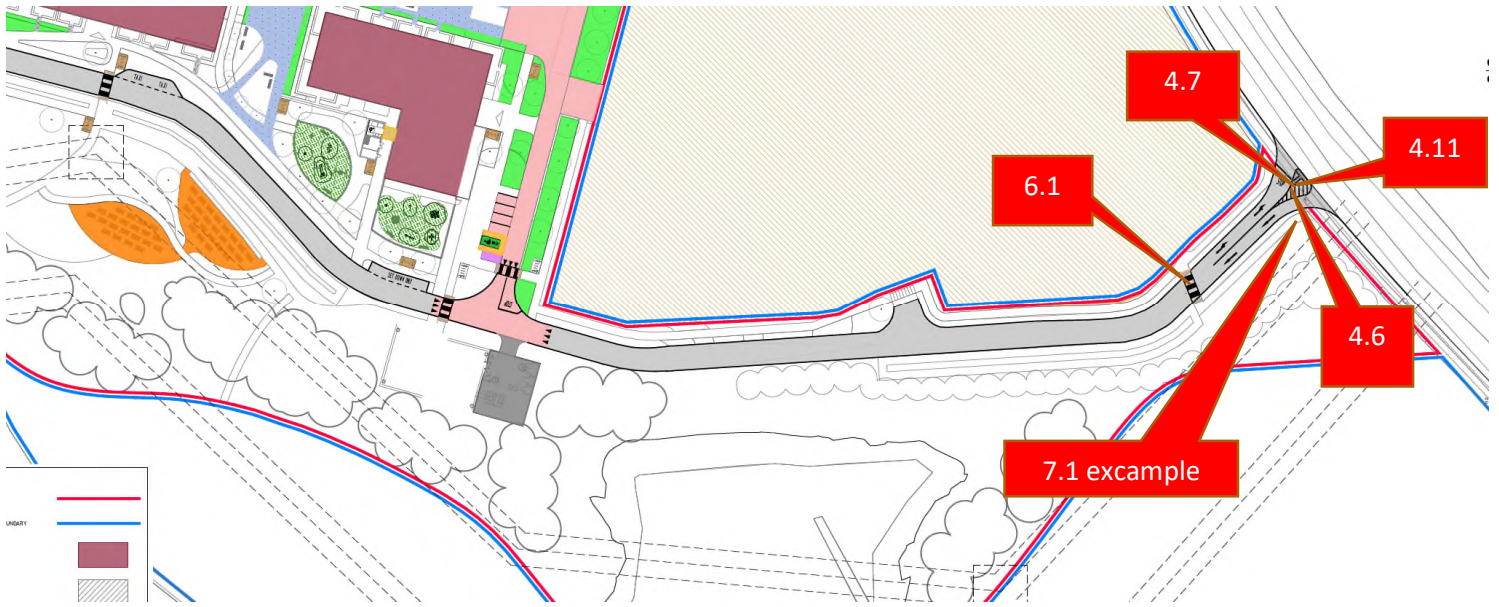 4.7
4.11
6.1
4.6
7.1 excample
TAXI
TAXI
SET DOWN ONLY
UNDARY